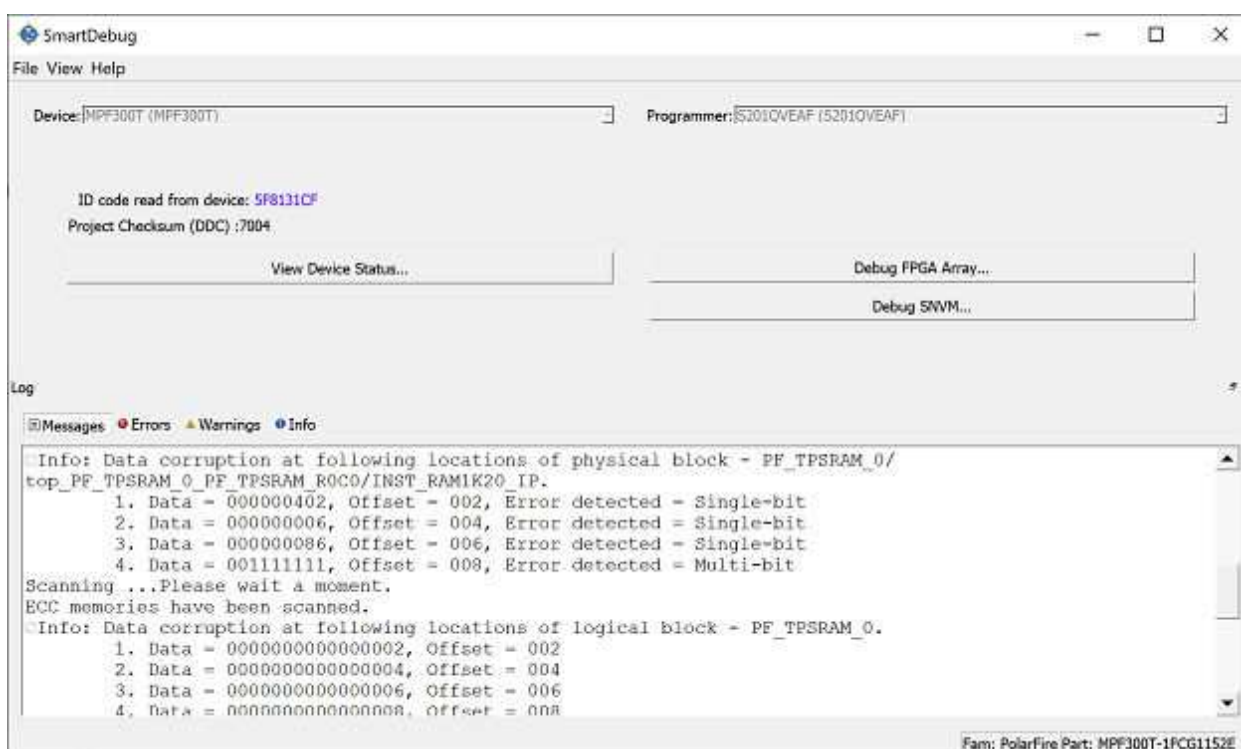 SmartDebug
File View Help
Device: MPF300T (MPF300T) Programmer: S201QVEAF (S201QVEAF)
ID code read from device: 5F8131CF
Project Checksum (DDC) :7004
View Device Status... Debug FPGA Array...
Debug SNVM...
Log
Messages Errors Warnings Info
Info: Data corruption at following locations of physical block - PF_TPSRAM_0/
top_PF_TPSRAM_0_PF_TPSRAM_R0C0/INST_RAM1K20_IP.
1. Data = 000000402, Offset = 002, Error detected = Single-bit
2. Data = 000000006, Offset = 004, Error detected = Single-bit
3. Data = 000000086, Offset = 006, Error detected = Single-bit
4. Data = 001111111, Offset = 008, Error detected = Multi-bit
Scanning ...Please wait a moment.
ECC memories have been scanned.
Info: Data corruption at following locations of logical block - PF_TPSRAM_0.
1. Data = 0000000000000002, Offset = 002
2. Data = 0000000000000004, Offset = 004
3. Data = 0000000000000006, Offset = 006
4. Data = 0000000000000008, Offset = 008
Fam: PolarFire Part: MPF300T-1FCG1152E